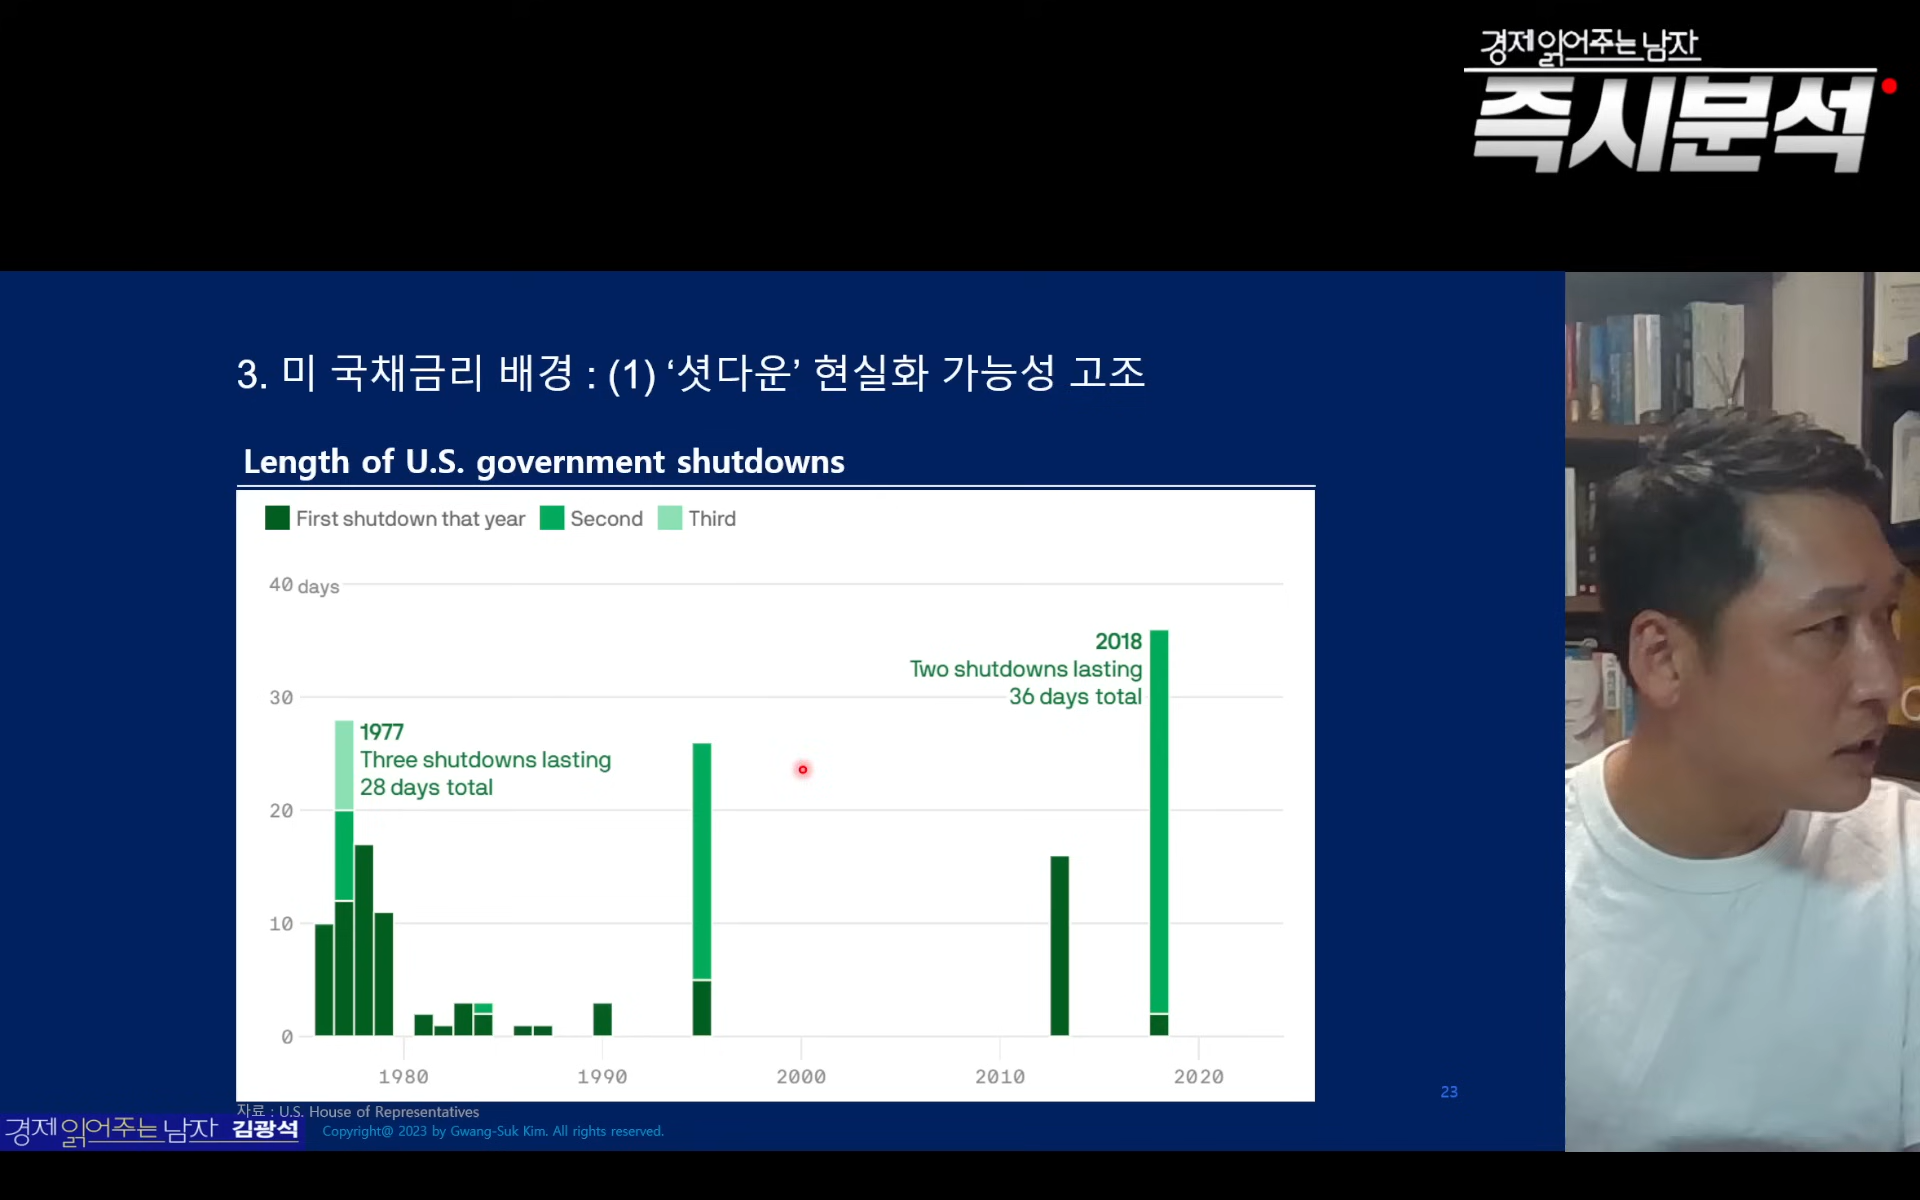 경제읽어주는남자
즉시분석
3. 미 국채금리 배경 : (1) ‘셧다운’ 현실화 가능성 고조
Length of U.S. government shutdowns
First shutdown that year Second Third
40 days
2018
Two shutdowns lasting
36 days total
30
1977
Three shutdowns lasting
28 days total
20
10
0
1980 1990 2000 2010 2020
23
자료 : U.S. House of Representatives
경제읽어주는남자 김광석
Copyright@ 2023 by Gwang-Suk Kim. All rights reserved.